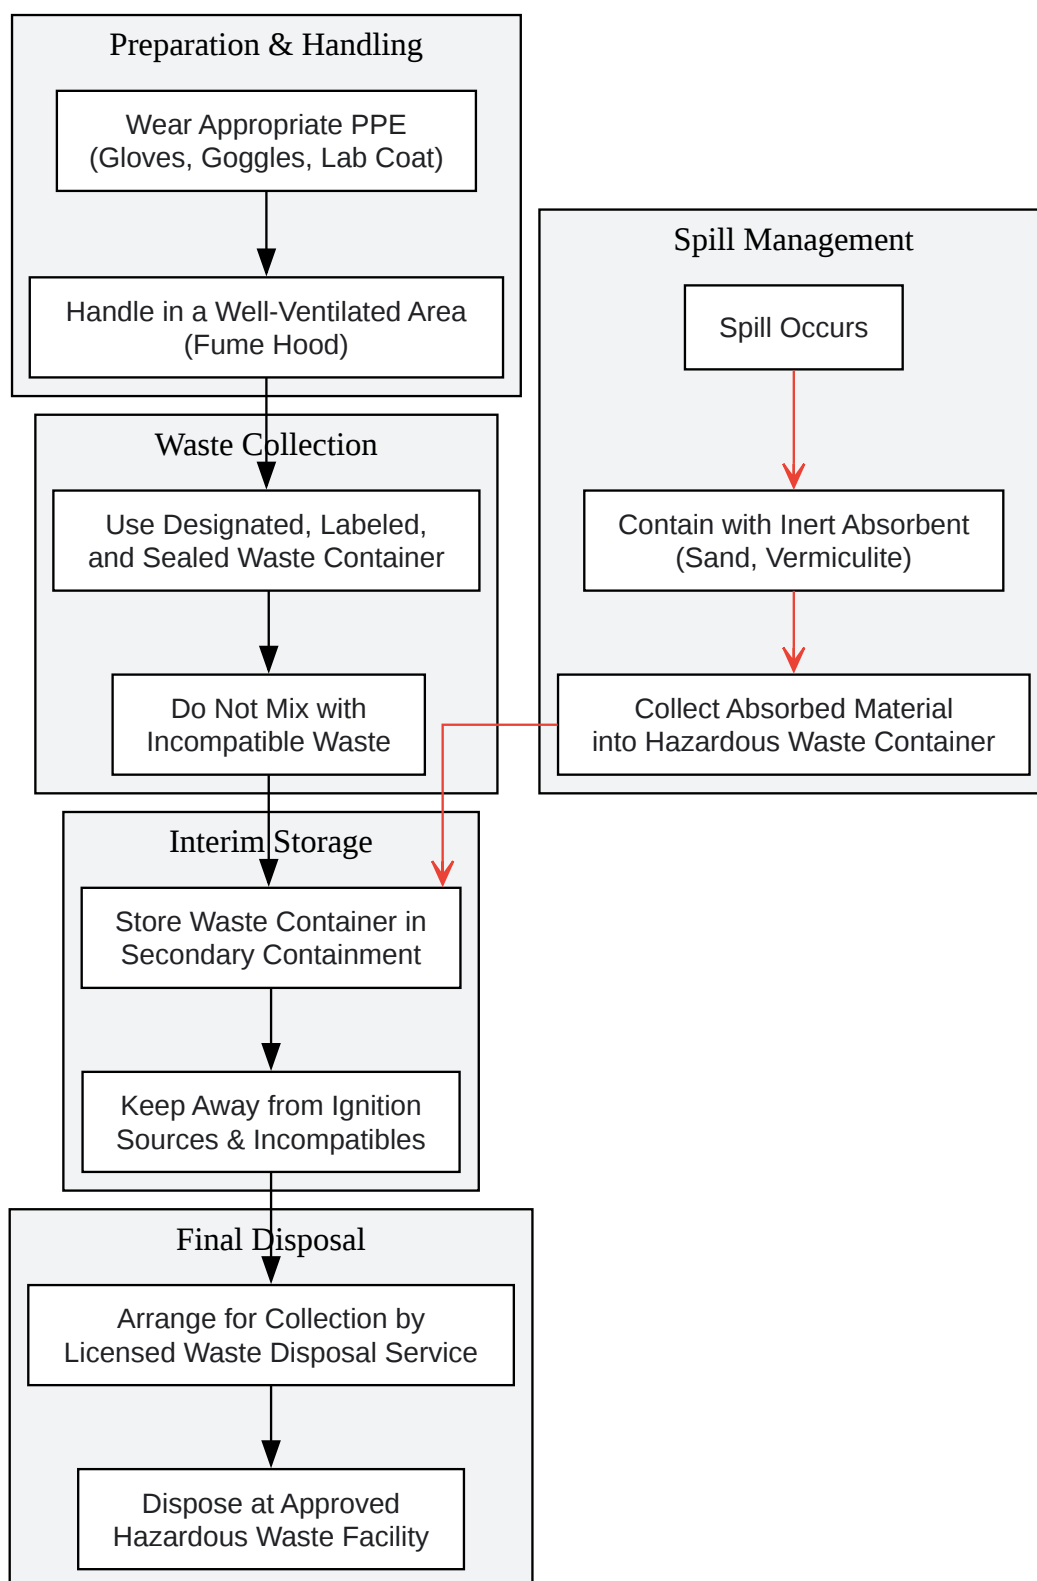 Preparation & Handling
Wear Appropriate PPE
(Gloves, Goggles, Lab Coat)
Handle in a Well-Ventilated Area
(Fume Hood)
Waste Collection
Use Designated, Labeled,
and Sealed Waste Container
Do Not Mix with
Incompatible Waste
Interim Storage
Store Waste Container in
Secondary Containment
Keep Away from Ignition
Sources & Incompatibles
Final Disposal
Arrange for Collection by
Licensed Waste Disposal Service
Dispose at Approved
Hazardous Waste Facility
Spill Management
Spill Occurs
Contain with Inert Absorbent
(Sand, Vermiculite)
Collect Absorbed Material
into Hazardous Waste Container